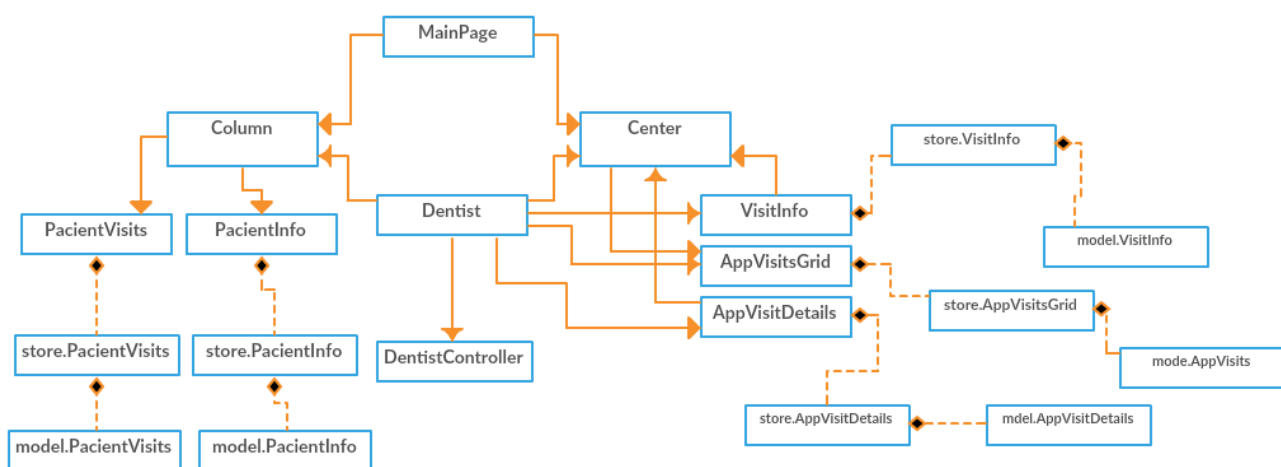 MainPage
Column
Center
store.VisitInfo
PacientVisits
PacientInfo
Dentist
VisitInfo
model.VisitInfo
AppVisitsGrid
store.AppVisitsGrid
AppVisitDetails
store.PacientVisits
store.PacientInfo
DentistController
mode.AppVisits
store.AppVisitDetails
mdel.AppVisitDetails
model.PacientVisits
model.PacientInfo